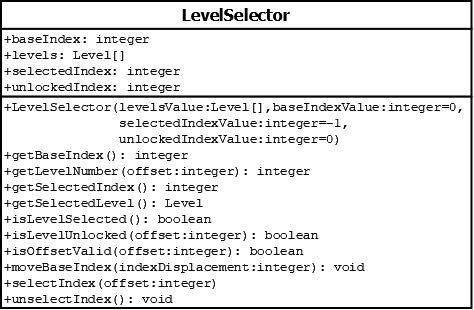 LevelSelector
+baseIndex: integer
+levels: Level[]
+selectedIndex: integer
+unlockedIndex: integer
+LevelSelector(levelsValue:Level[],baseIndexValue:integer=0,
selectedIndexValue:integer=-1,
unlockedIndexValue:integer=0)
+getBaseIndex(): integer
+getLevelNumber(offset:integer): integer
+getSelectedIndex(): integer
+getSelectedLevel(): Level
+isLevelSelected(): boolean
+isLevelUnlocked(offset:integer): boolean
+isOffsetValid(offset:integer): boolean
+moveBaseIndex(indexDisplacement:integer): void
+selectIndex(offset:integer)
+unselectIndex(): void